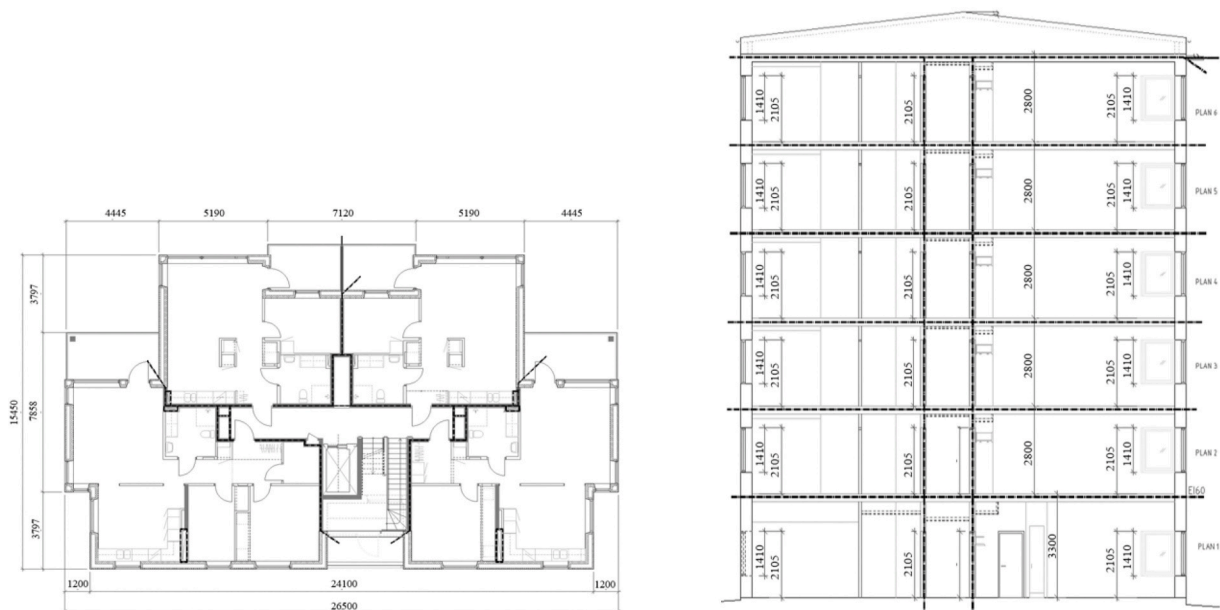 4445 5190 7120 5190 4445
3797
7858
15450
3797
1200 24100 1200
26500
1410 2105 2105 2800 2105 1410 PLAN 6
1410 2105 2105 2800 2105 1410 PLAN 5
1410 2105 2105 2800 2105 1410 PLAN 4
1410 2105 2105 2105 1410 PLAN 3
1410 2105 2105 2800 2105 1410 PLAN 2
EI60
1410 2105 2105 3300 2105 1410 PLAN 1